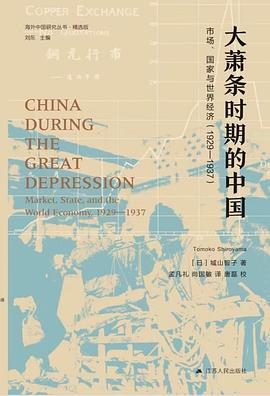 COPPER EXCHANGE
海外中国研究丛书·精选版
刘东 主编
銅元行市
CHINA
DURING
THE
GREAT
DEPRESSION
Market, State, and the
World Economy, 1929—1937
大萧条时期的中国
市场、国家与世界经济(1929—1937)
Tomoko Shiroyama
[日] 城山智子 著
孟凡礼 尚国敏 译 唐磊 校
江苏人民出版社